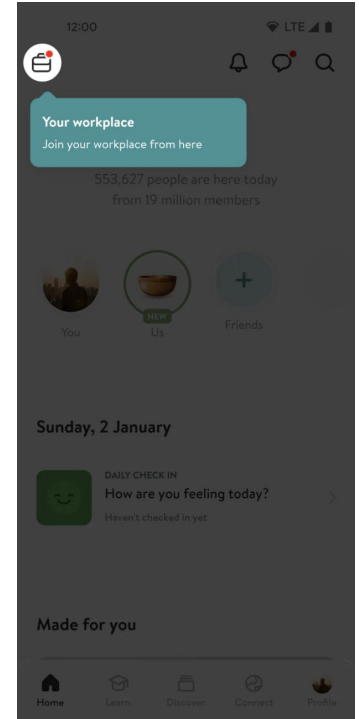 12:00
LTE
Your workplace
Join your workplace from here
553,627 people are here today
from 19 million members
NEW
You
Us
Friends
Sunday, 2 January
DAILY CHECK IN
How are you feeling today?
Haven't checked in yet
Made for you
Home
Learn
Discover
Connect
Profile